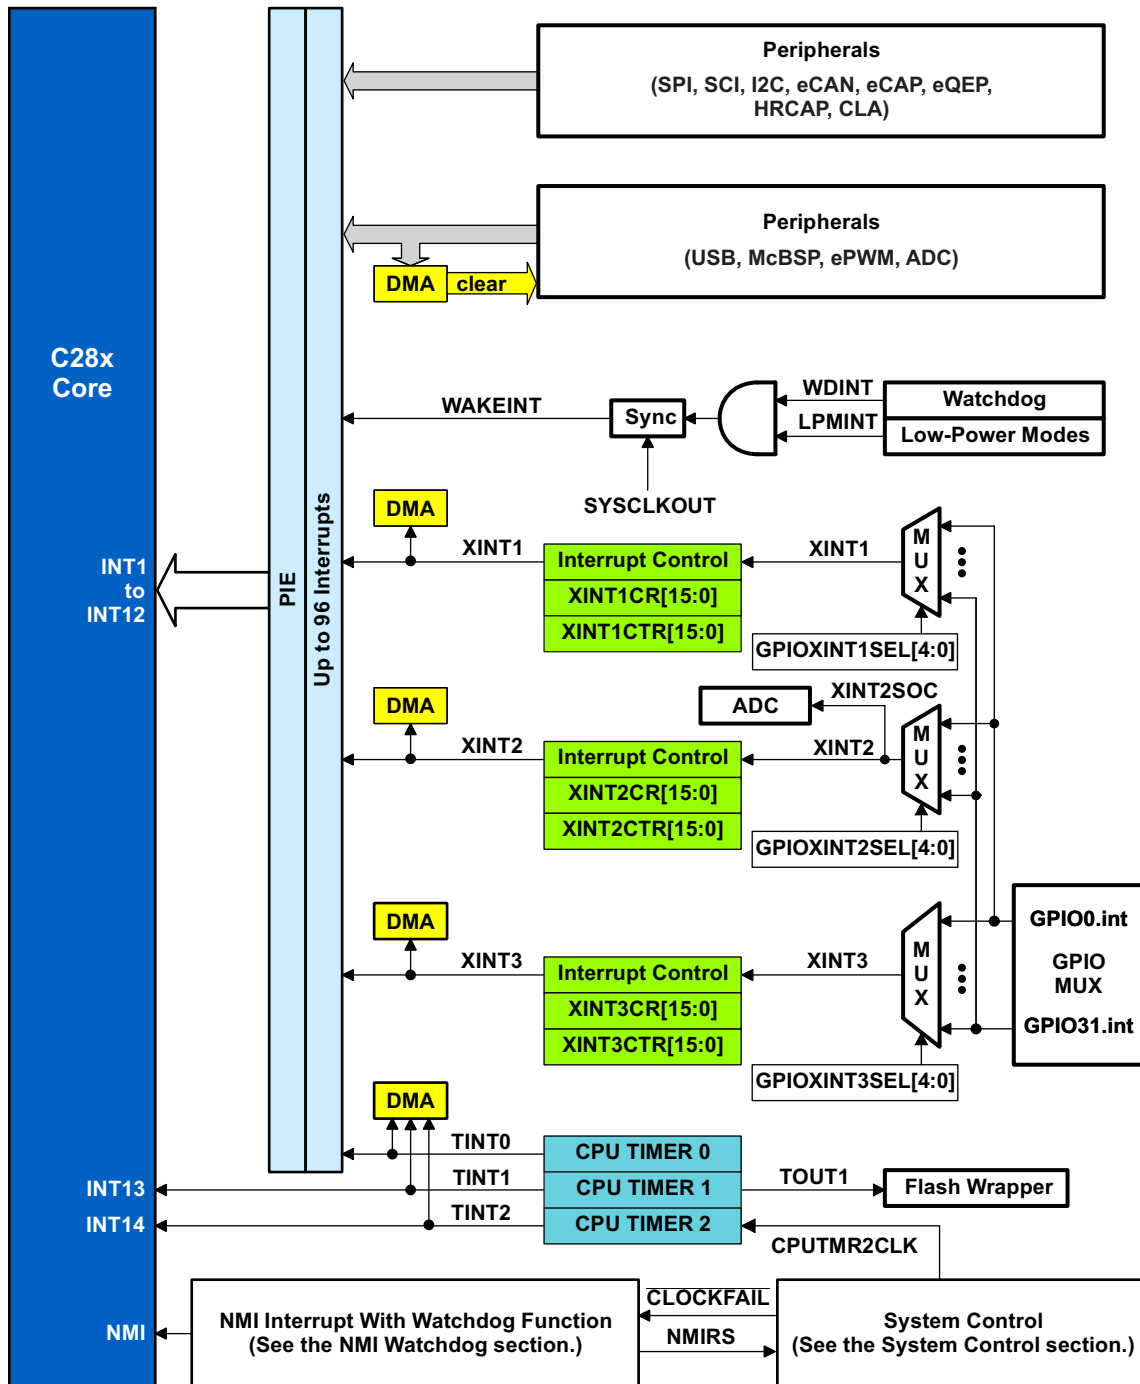 Peripherals
(SPI, SCI, I2C, eCAN, eCAP, eQEP,
HRCAP, CLA)
Peripherals
(USB, McBSP, ePWM, ADC)
DMA
clear
C28x
Core
WAKEINT
Sync
WDINT
LPMINT
Watchdog
Low-Power Modes
SYSCLKOUT
PIE
Up to 96 Interrupts
INT1
to
INT12
DMA
XINT1
Interrupt Control
XINT1CR[15:0]
XINT1CTR[15:0]
XINT1
M
U
X
GPIOXINT1SEL[4:0]
DMA
XINT2
Interrupt Control
XINT2CR[15:0]
XINT2CTR[15:0]
ADC
XINT2SOC
XINT2
M
U
X
GPIOXINT2SEL[4:0]
DMA
XINT3
Interrupt Control
XINT3CR[15:0]
XINT3CTR[15:0]
XINT3
M
U
X
GPIOXINT3SEL[4:0]
GPIO0.int
GPIO
MUX
GPIO31.int
DMA
TINT0
CPU TIMER 0
INT13
TINT1
CPU TIMER 1
TOUT1
Flash Wrapper
INT14
TINT2
CPU TIMER 2
CPUTMR2CLK
NMI
NMI Interrupt With Watchdog Function
(See the NMI Watchdog section.)
CLOCKFAIL
NMIRS
System Control
(See the System Control section.)